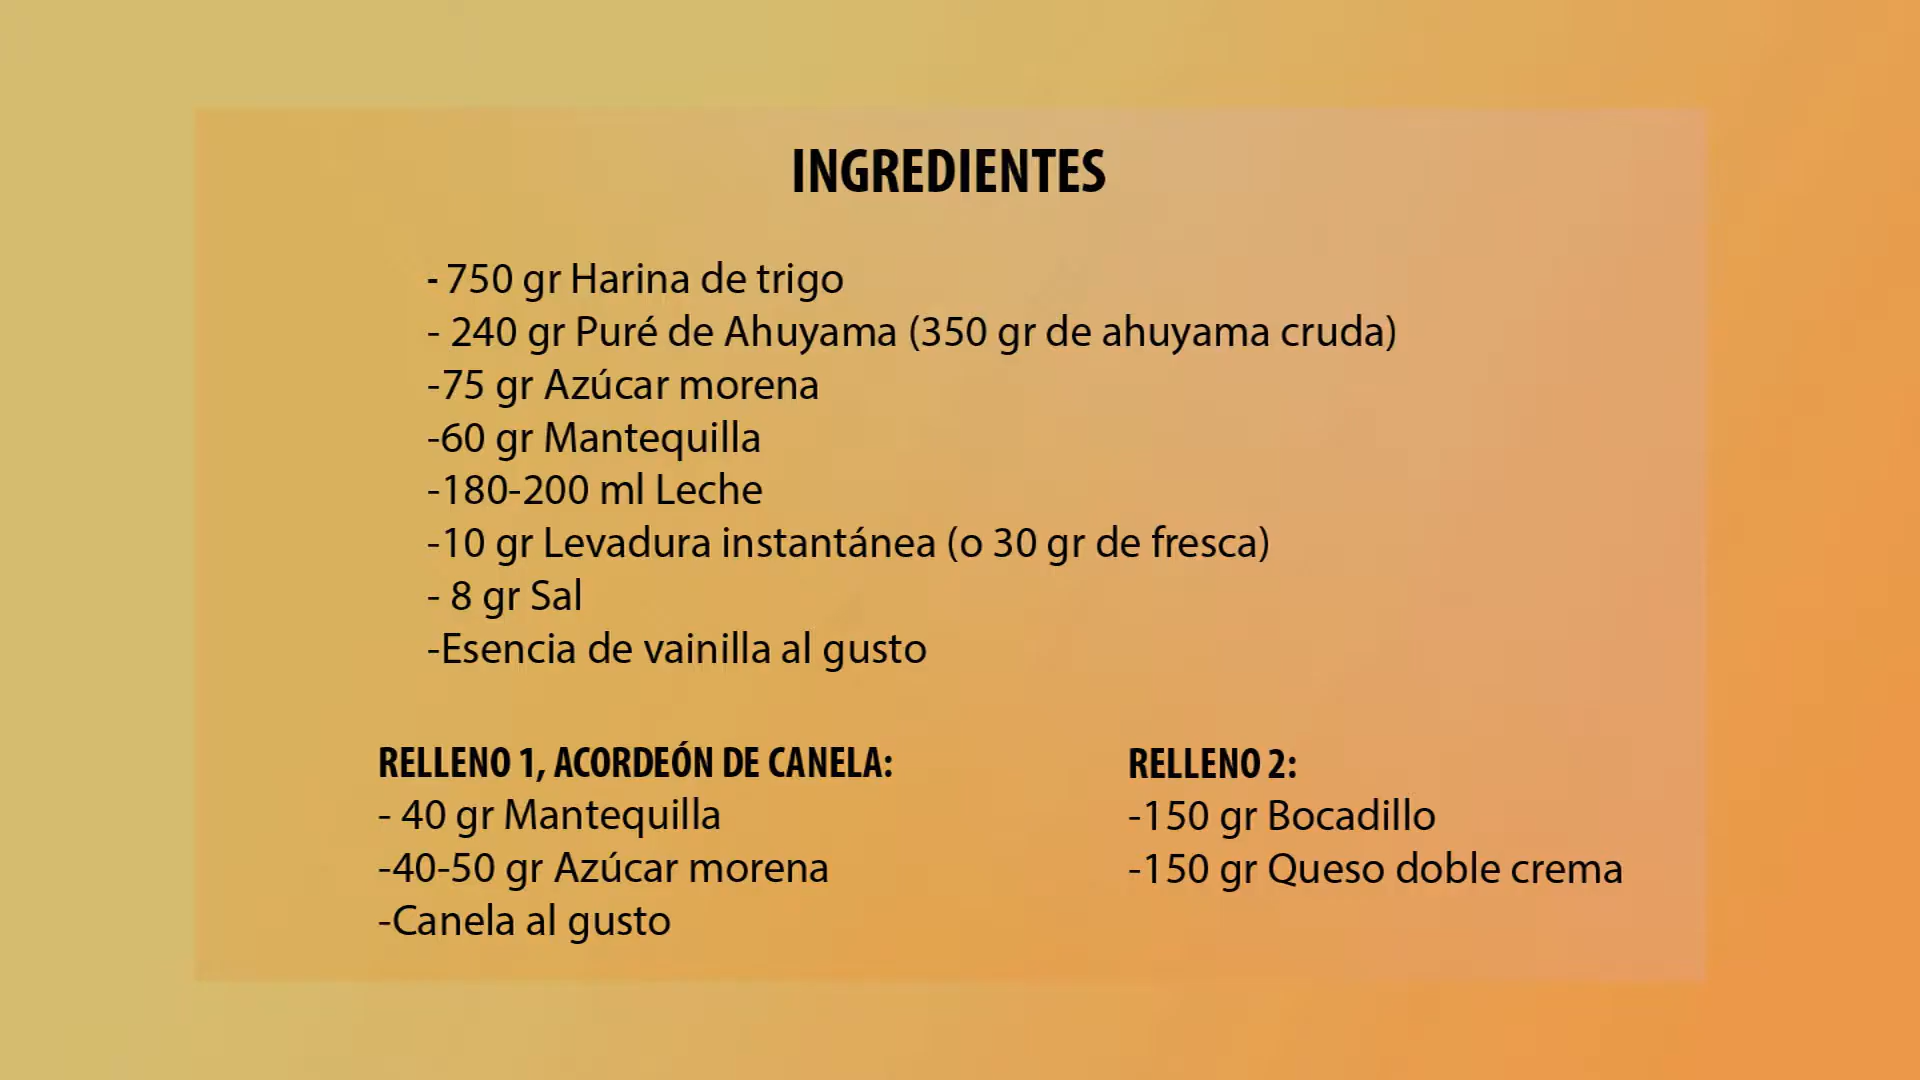 INGREDIENTES
- 750 gr Harina de trigo
- 240 gr Puré de Ahuyama (350 gr de ahuyama cruda)
-75 gr Azúcar morena
-60 gr Mantequilla
-180-200 ml Leche
-10 gr Levadura instantánea (o 30 gr de fresca)
- 8 gr Sal
-Esencia de vainilla al gusto
RELLENO 1, ACORDEÓN DE CANELA:
- 40 gr Mantequilla
-40-50 gr Azúcar morena
-Canela al gusto
RELLENO 2:
-150 gr Bocadillo
-150 gr Queso doble crema